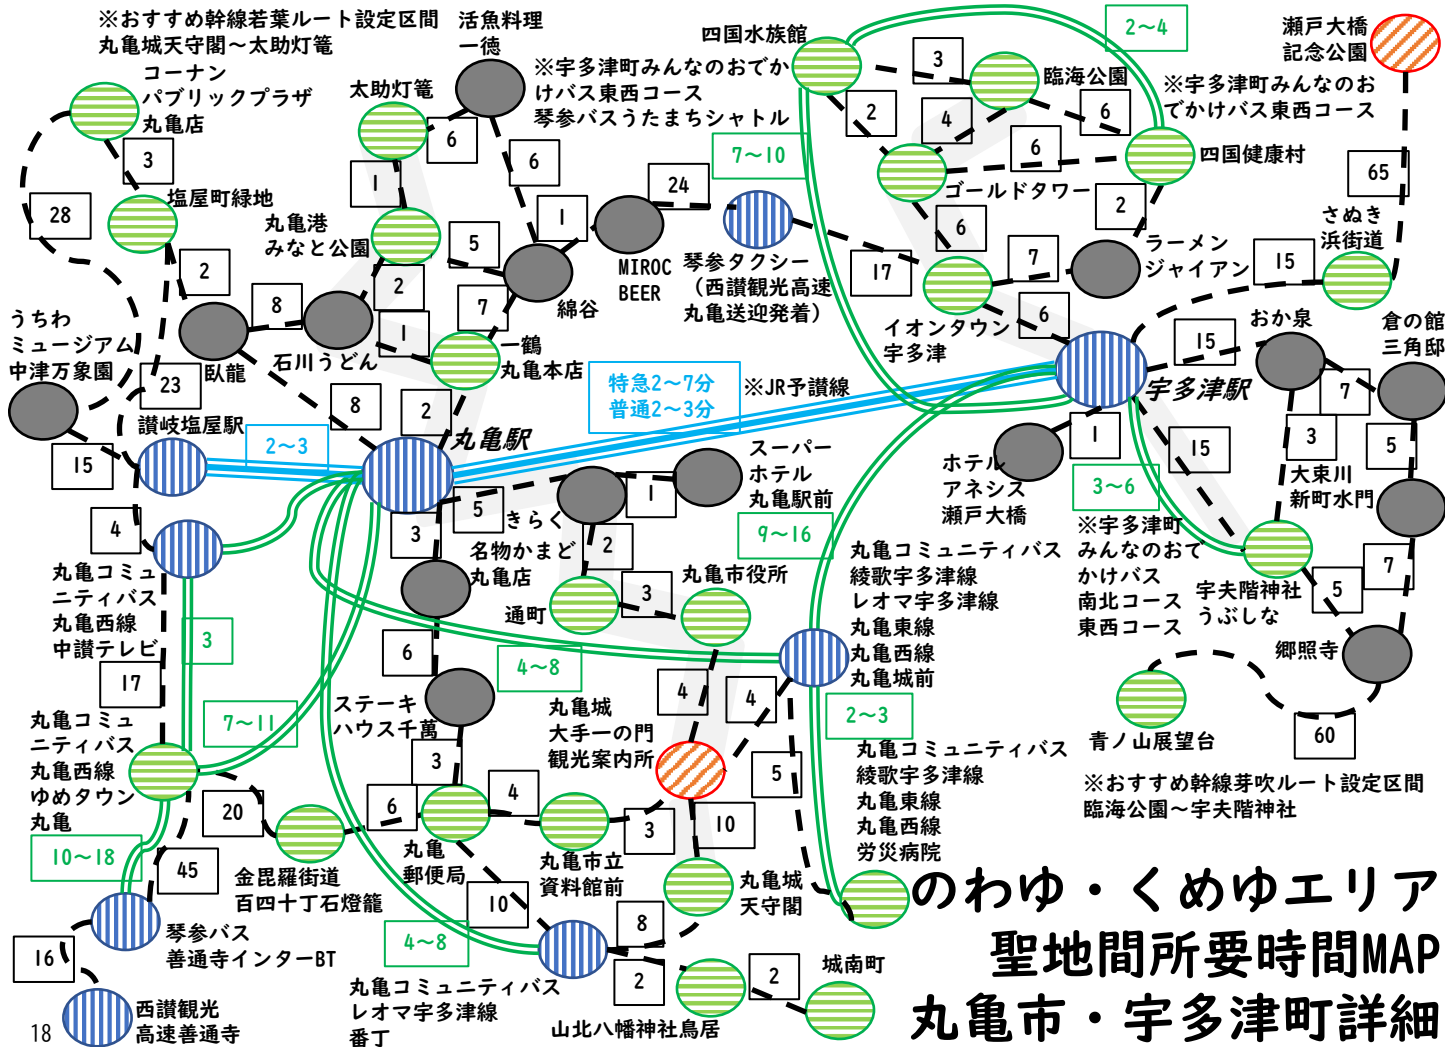 ※おすすめ幹線若葉ルート設定区間
丸亀城天守閣～太助灯篭
コーナン
パブリックプラザ
丸亀店
活魚料理
一徳
太助灯篭
※宇多津町みんなのおでか
けバス東西コース
琴参バスうたまちシャトル
四国水族館
2～4
瀬戸大橋
記念公園
臨海公園
※宇多津町みんなのお
でかけバス東西コース
3
2
4
6
6
四国健康村
ゴールドタワー
7～10
65
3
28
塩屋町緑地
1
6
6
24
1
丸亀港
みなと公園
5
MIROC
BEER
琴参タクシー
（西讃観光高速
丸亀送迎発着）
17
6
7
2
ラーメン
ジャイアン
さぬき
浜街道
15
2
8
2
7
綿谷
1
うちわ
ミュージアム
中津万象園
臥龍
石川うどん
一鶴
丸亀本店
イオンタウン
宇多津
6
おか泉
倉の館
三角邸
15
23
8
2
特急2～7分
普通2～3分
※JR予讃線
宇多津駅
7
讃岐塩屋駅
2～3
丸亀駅
15
スーパー
ホテル
丸亀駅前
ホテル
アネシス
瀬戸大橋
1
15
3
5
大束川
新町水門
3～6
4
3
5
きらく
1
名物かまど
丸亀店
2
9～16
丸亀コミュ
ニティバス
丸亀西線
中讃テレビ
通町
3
丸亀市役所
丸亀コミュニティバス
綾歌宇多津線
レオマ宇多津線
丸亀東線
丸亀西線
丸亀城前
※宇多津町
みんなのおで
かけバス
南北コース
東西コース
宇夫階神社
うぶしな
5
7
郷照寺
3
6
4～8
17
7～11
ステーキ
ハウス千萬
丸亀城
大手一の門
観光案内所
4
4
2～3
5
青ノ山展望台
60
丸亀コミュ
ニティバス
丸亀西線
ゆめタウン
丸亀
丸亀コミュニティバス
綾歌宇多津線
丸亀東線
丸亀西線
労災病院
※おすすめ幹線芽吹ルート設定区間
臨海公園～宇夫階神社
20
6
3
4
3
10
10～18
45
金毘羅街道
百四十丁石燈籠
丸亀
郵便局
丸亀市立
資料館前
丸亀城
天守閣
10
8
4～8
琴参バス
善通寺インターBT
16
西讃観光
高速善通寺
丸亀コミュニティバス
レオマ宇多津線
番丁
2
山北八幡神社鳥居
2
城南町
のわゆ・くめゆエリア
聖地間所要時間MAP
丸亀市・宇多津町詳細
18